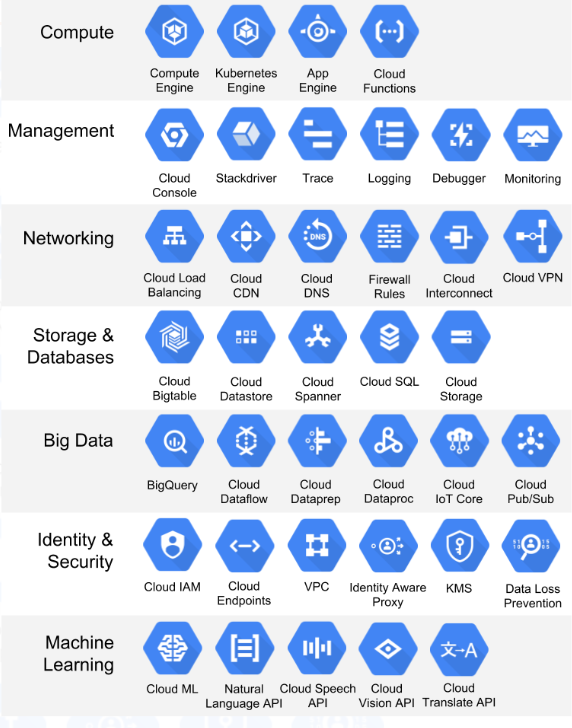 Compute
Compute
Engine
Kubernetes
Engine
App
Engine
Cloud
Functions
Management
Cloud
Console
Stackdriver
Trace
Logging
Debugger
Monitoring
Networking
Cloud Load
Balancing
Cloud
CDN
DNS
Cloud
DNS
Firewall
Rules
Cloud
Interconnect
Cloud VPN
Storage &
Databases
Cloud
Bigtable
Cloud
Datastore
Cloud
Spanner
Cloud SQL
Cloud
Storage
Big Data
BigQuery
Cloud
Dataflow
Cloud
Dataprep
Cloud
Dataproc
Cloud
IoT Core
Cloud
Pub/Sub
Identity &
Security
Cloud IAM
Cloud
Endpoints
VPC
Identity Aware
Proxy
KMS
Data Loss
Prevention
Machine
Learning
Cloud ML
Natural
Language API
Cloud Speech
API
Cloud
Vision API
文→A
Cloud
Translate API